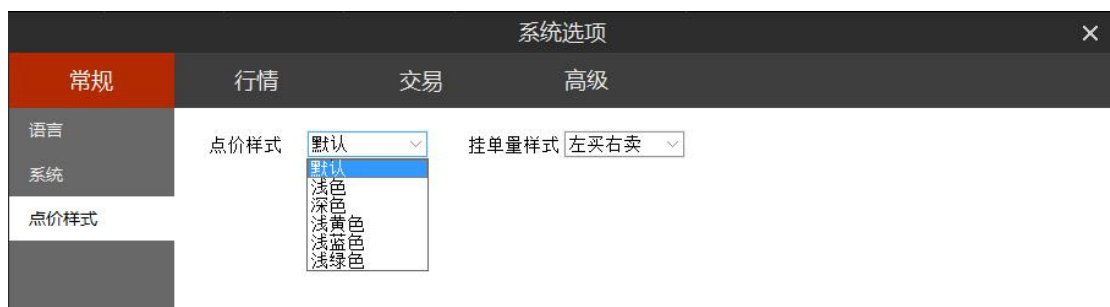 系统选项
常规 行情 交易 高级
语言
系统
点价样式
点价样式 默认 挂单量样式 左买右卖
默认
浅色
深色
浅黄色
浅蓝色
浅绿色